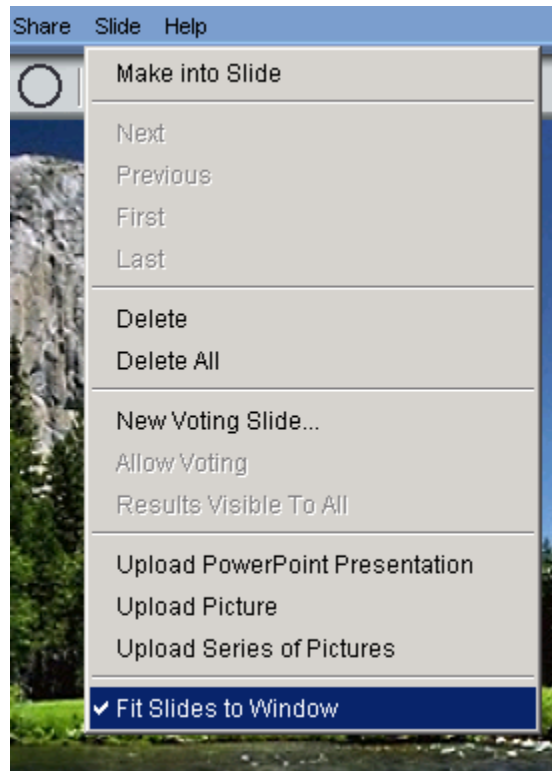 Share Slide Help
Make into Slide
Next
Previous
First
Last
Delete
Delete All
New Voting Slide...
Allow Voting
Results Visible To All
Upload PowerPoint Presentation
Upload Picture
Upload Series of Pictures
Fit Slides to Window